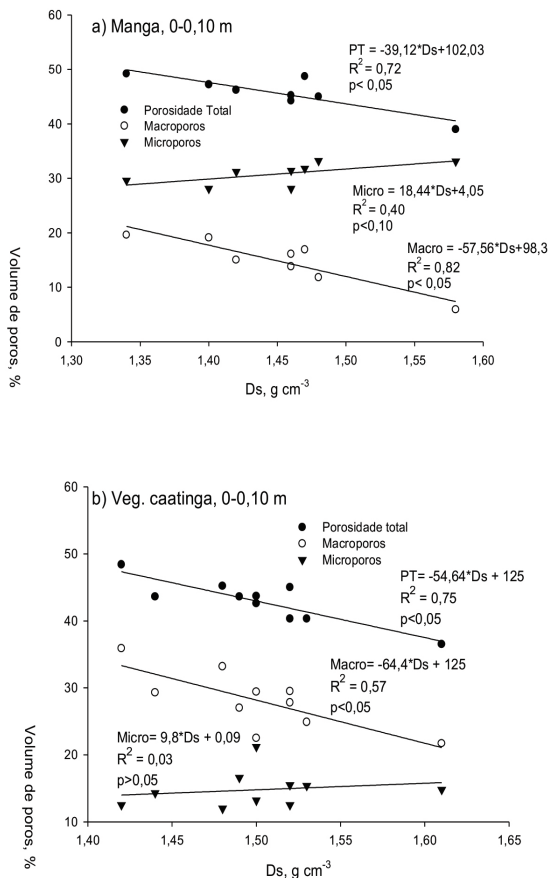 a) Manga, 0-0,10 m
60
50
40
30
20
10
0
PT = -39,12*Ds+102,03
R2 = 0,72
p< 0,05
Porosidade Total
Macroporos
Microporos
Micro = 18,44*Ds+4,05
R2 = 0,40
p<0,10
Macro= -57,56*Ds+98,3
R2 = 0,82
p< 0,05
Volume de poros, %
1,30 1,35 1,40 1,45 1,50 1,55 1,60
Ds, g cm-3
b) Veg. caatinga, 0-0,10 m
60
50
40
30
20
10
Porosidade total
Macroporos
Microporos
PT= -54,64*Ds + 125
R2 = 0,75
p<0,05
Macro= -64,4*Ds + 125
R2 = 0,57
p<0,05
Micro= 9,8*Ds + 0,09
R2 = 0,03
p>0,05
Volume de poros, %
1,40 1,45 1,50 1,55 1,60 1,65
Ds, g cm-3